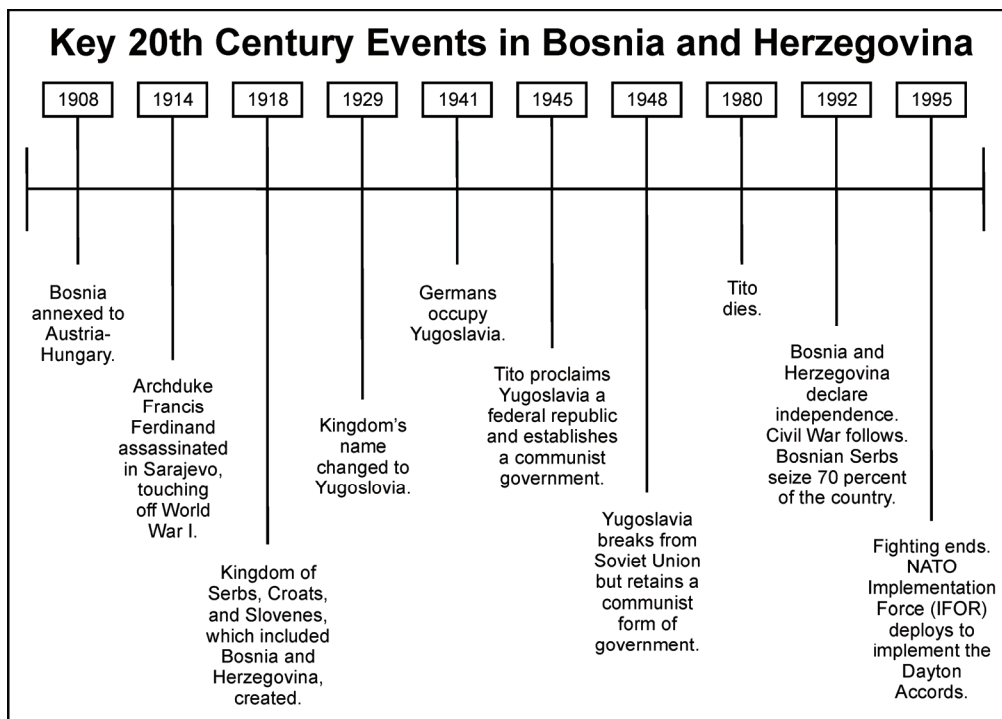 Key 20th Century Events in Bosnia and Herzegovina
1908
1914
1918
1929
1941
1945
1948
1980
1992
1995
Bosnia
annexed to
Austria-
Hungary.
Archduke
Francis
Ferdinand
assassinated
in Sarajevo,
touching
off World
War I.
Kingdom of
Serbs, Croats,
and Slovenes,
which included
Bosnia and
Herzegovina,
created.
Kingdom’s
name
changed to
Yugoslovia.
Germans
occupy
Yugoslavia.
Tito proclaims
Yugoslavia a
federal republic
and establishes
a communist
government.
Yugoslavia
breaks from
Soviet Union
but retains a
communist
form of
government.
Tito
dies.
Bosnia and
Herzegovina
declare
independence.
Civil War follows.
Bosnian Serbs
seize 70 percent
of the country.
Fighting ends.
NATO
Implementation
Force (IFOR)
deploys to
implement the
Dayton
Accords.